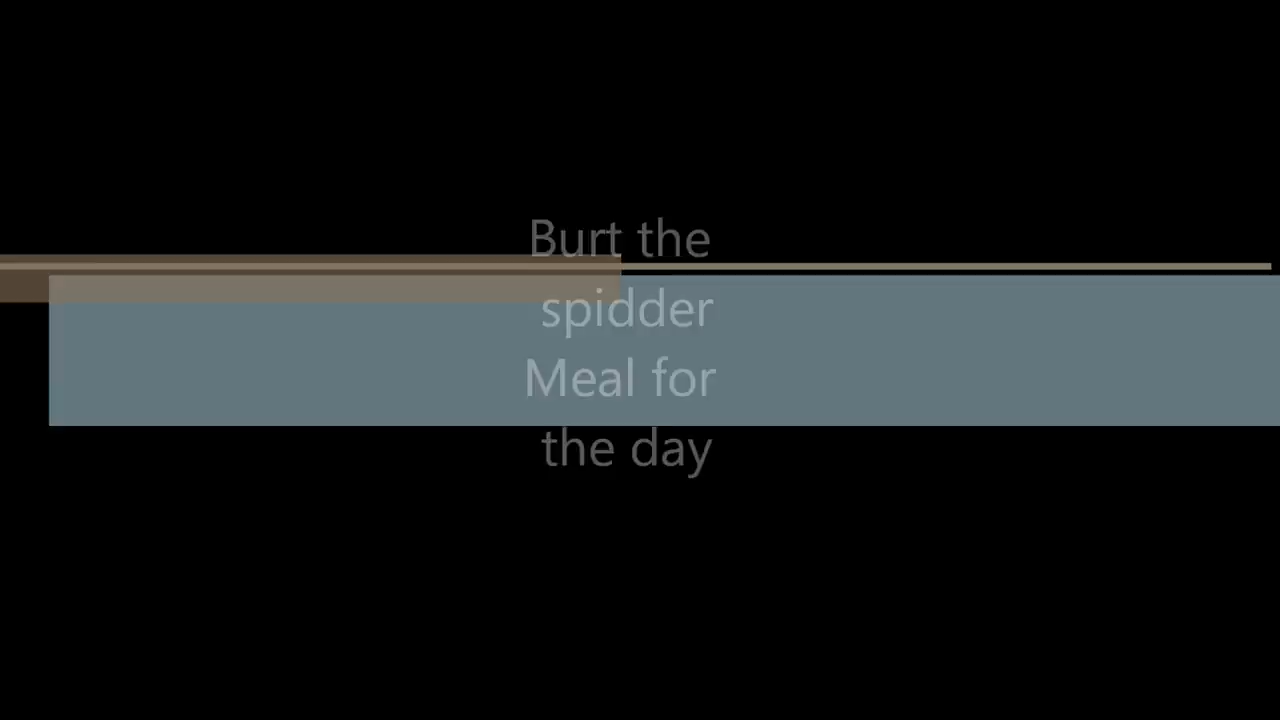 Burt the
spidder
Meal for
the day